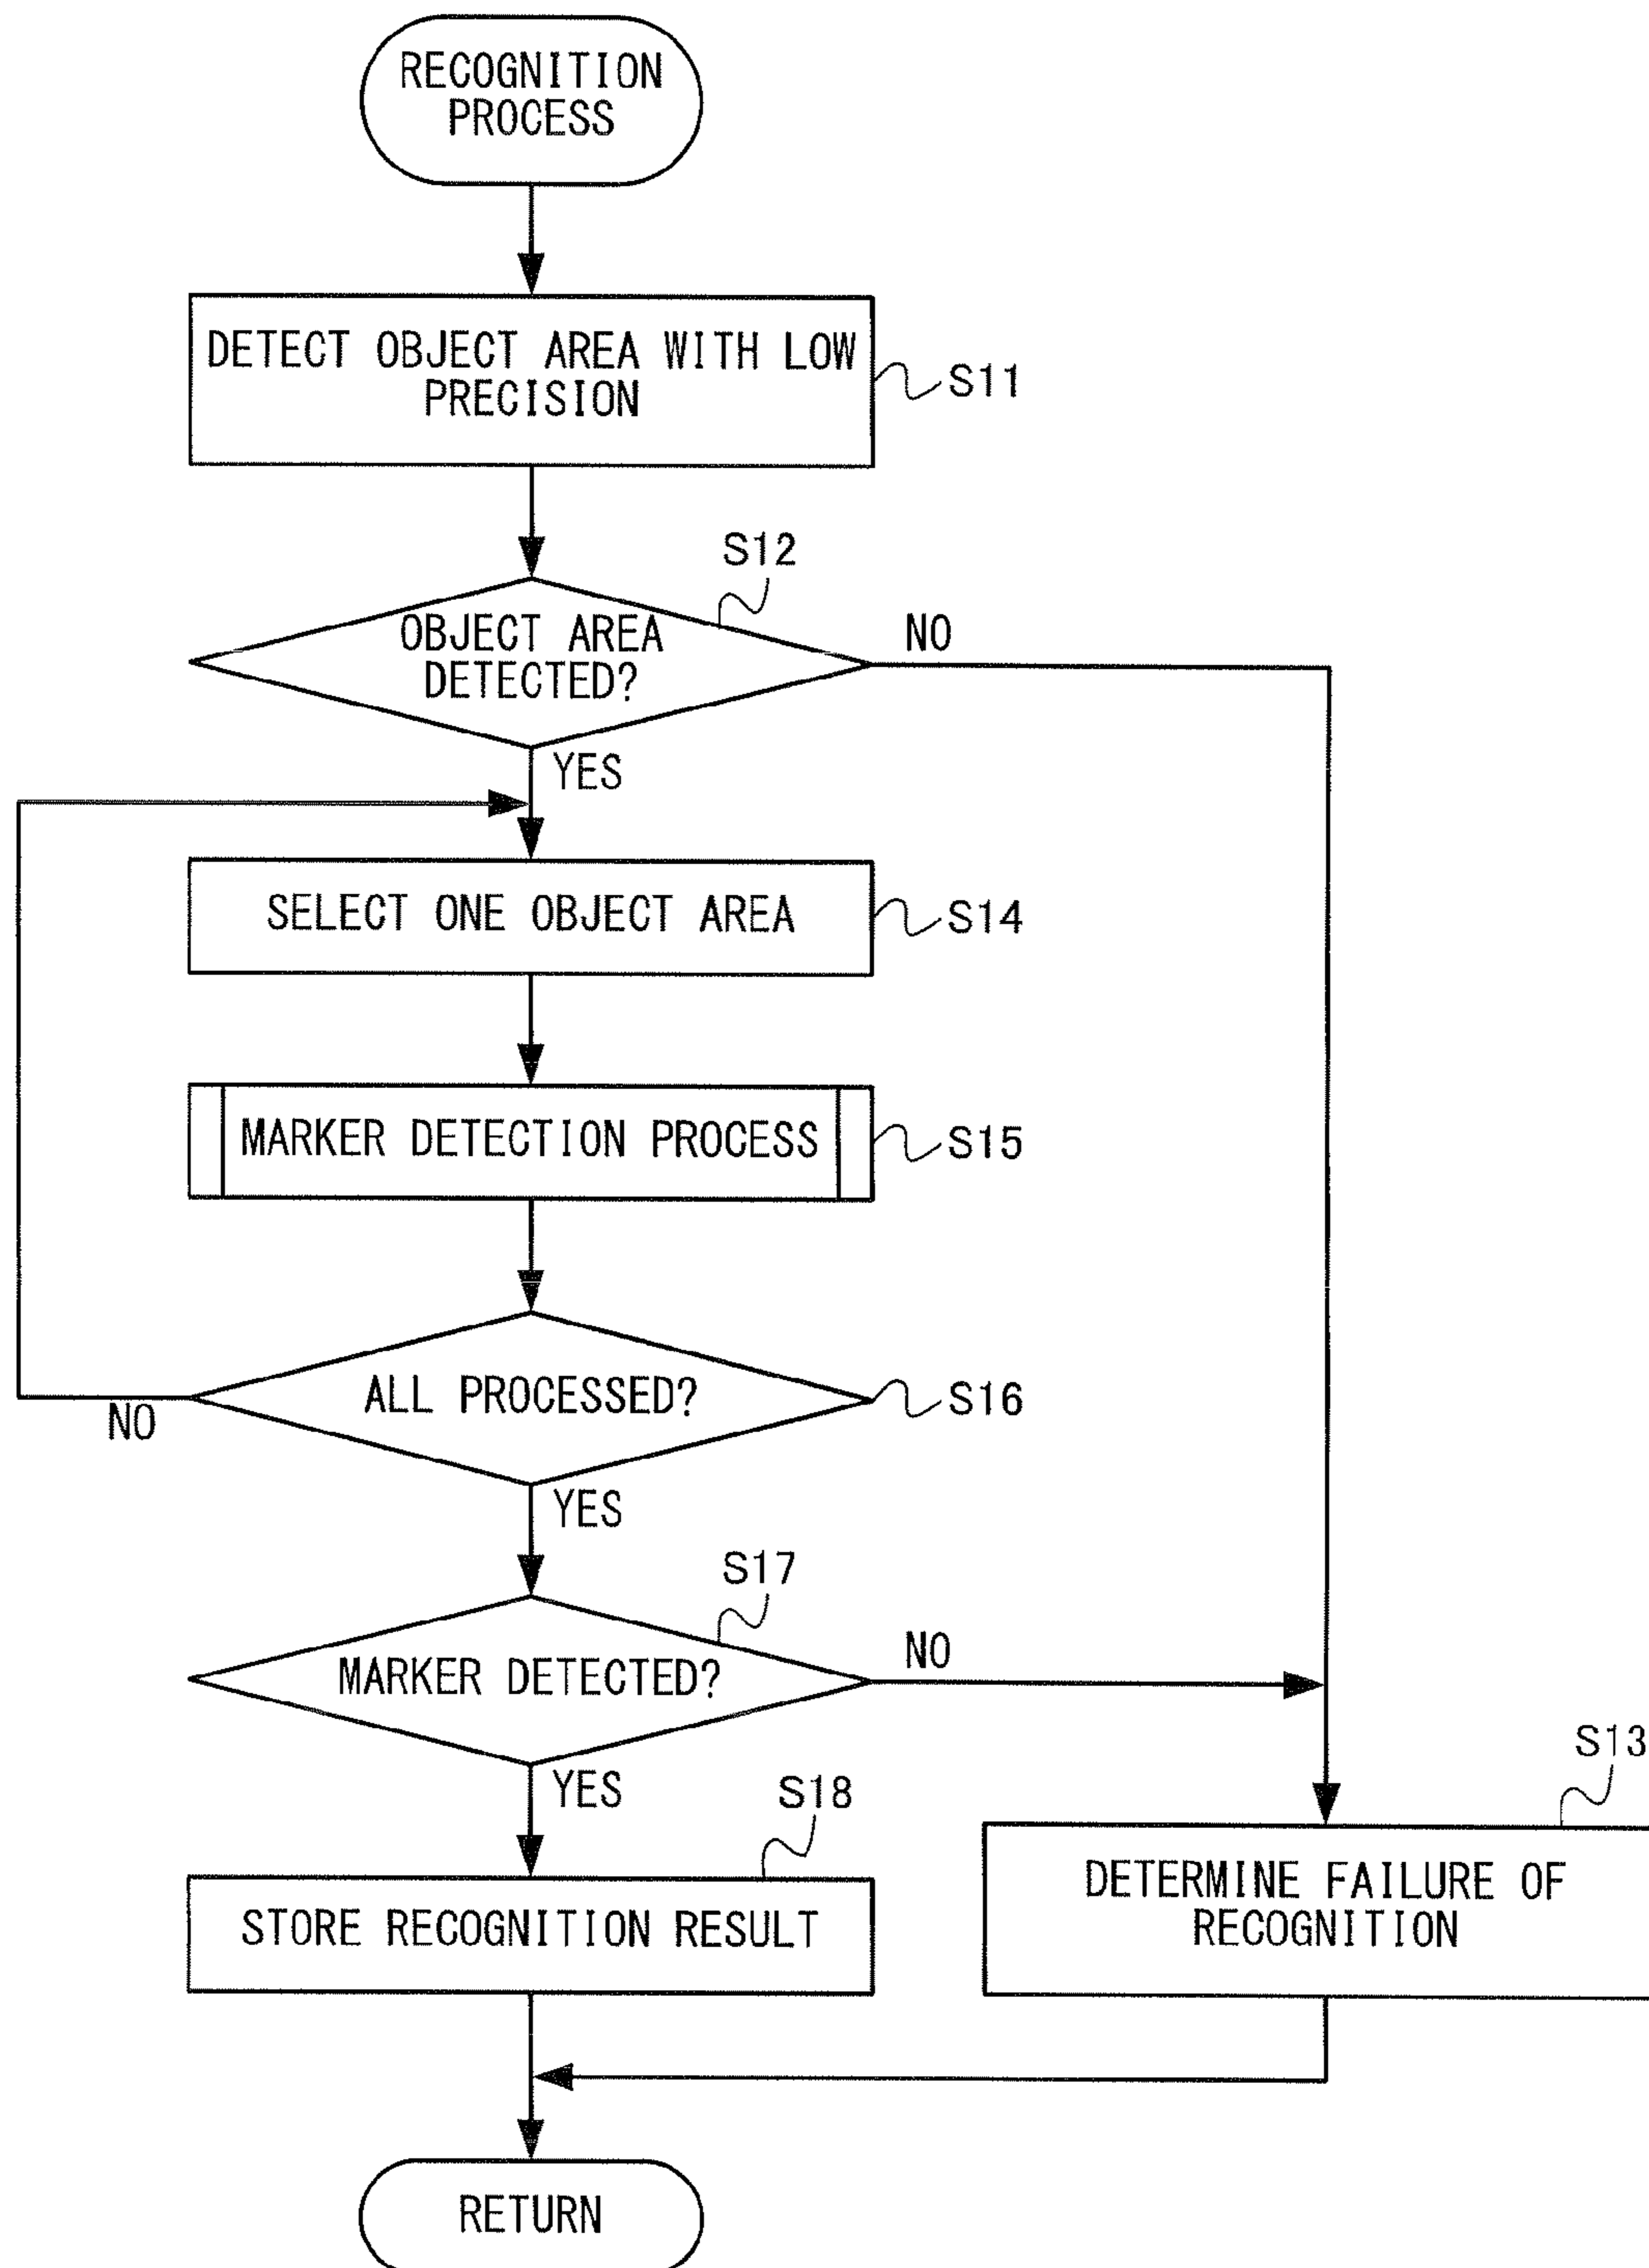 RECOGNITION
PROCESS
DETECT OBJECT AREA WITH LOW
PRECISION
S11
S12
OBJECT AREA
DETECTED?
NO
YES
SELECT ONE OBJECT AREA
S14
MARKER DETECTION PROCESS
S15
ALL PROCESSED?
S16
NO
YES
S17
MARKER DETECTED?
NO
YES
S18
STORE RECOGNITION RESULT
S13
DETERMINE FAILURE OF
RECOGNITION
RETURN